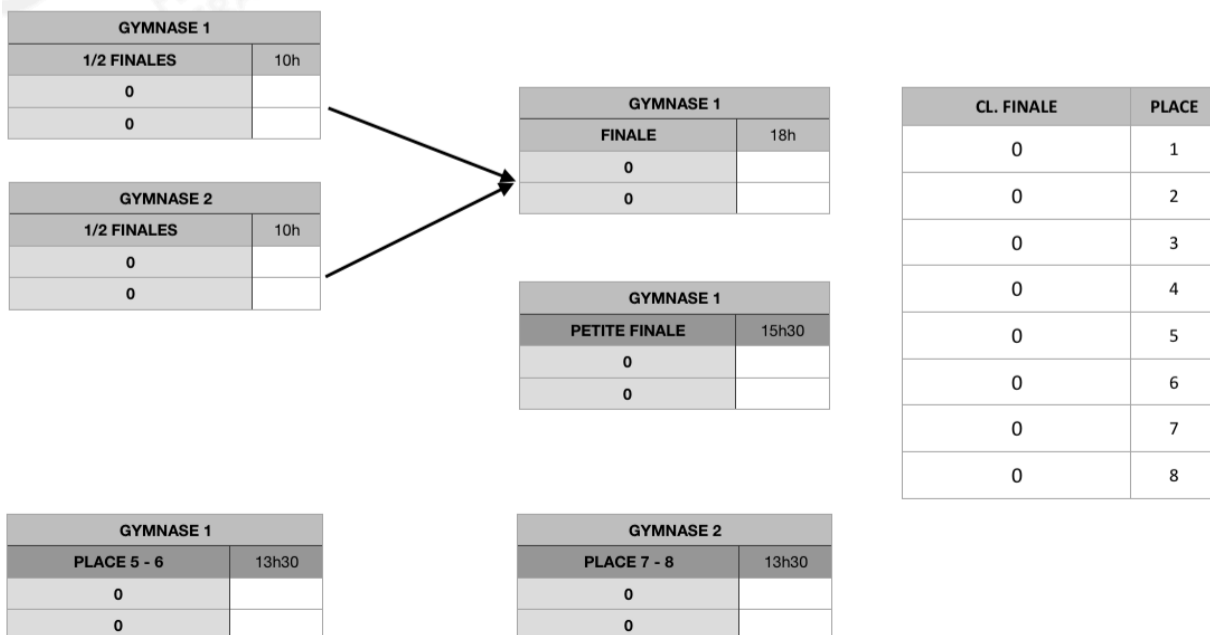 GYMNASE 1
1/2 FINALES 10h
0
0
GYMNASE 2
1/2 FINALES 10h
0
0
GYMNASE 1
FINALE 18h
0
0
GYMNASE 1
PETITE FINALE 15h30
0
0
CL. FINALE PLACE
0 1
0 2
0 3
0 4
0 5
0 6
0 7
0 8
GYMNASE 1
PLACE 5 - 6 13h30
0
0
GYMNASE 2
PLACE 7 - 8 13h30
0
0